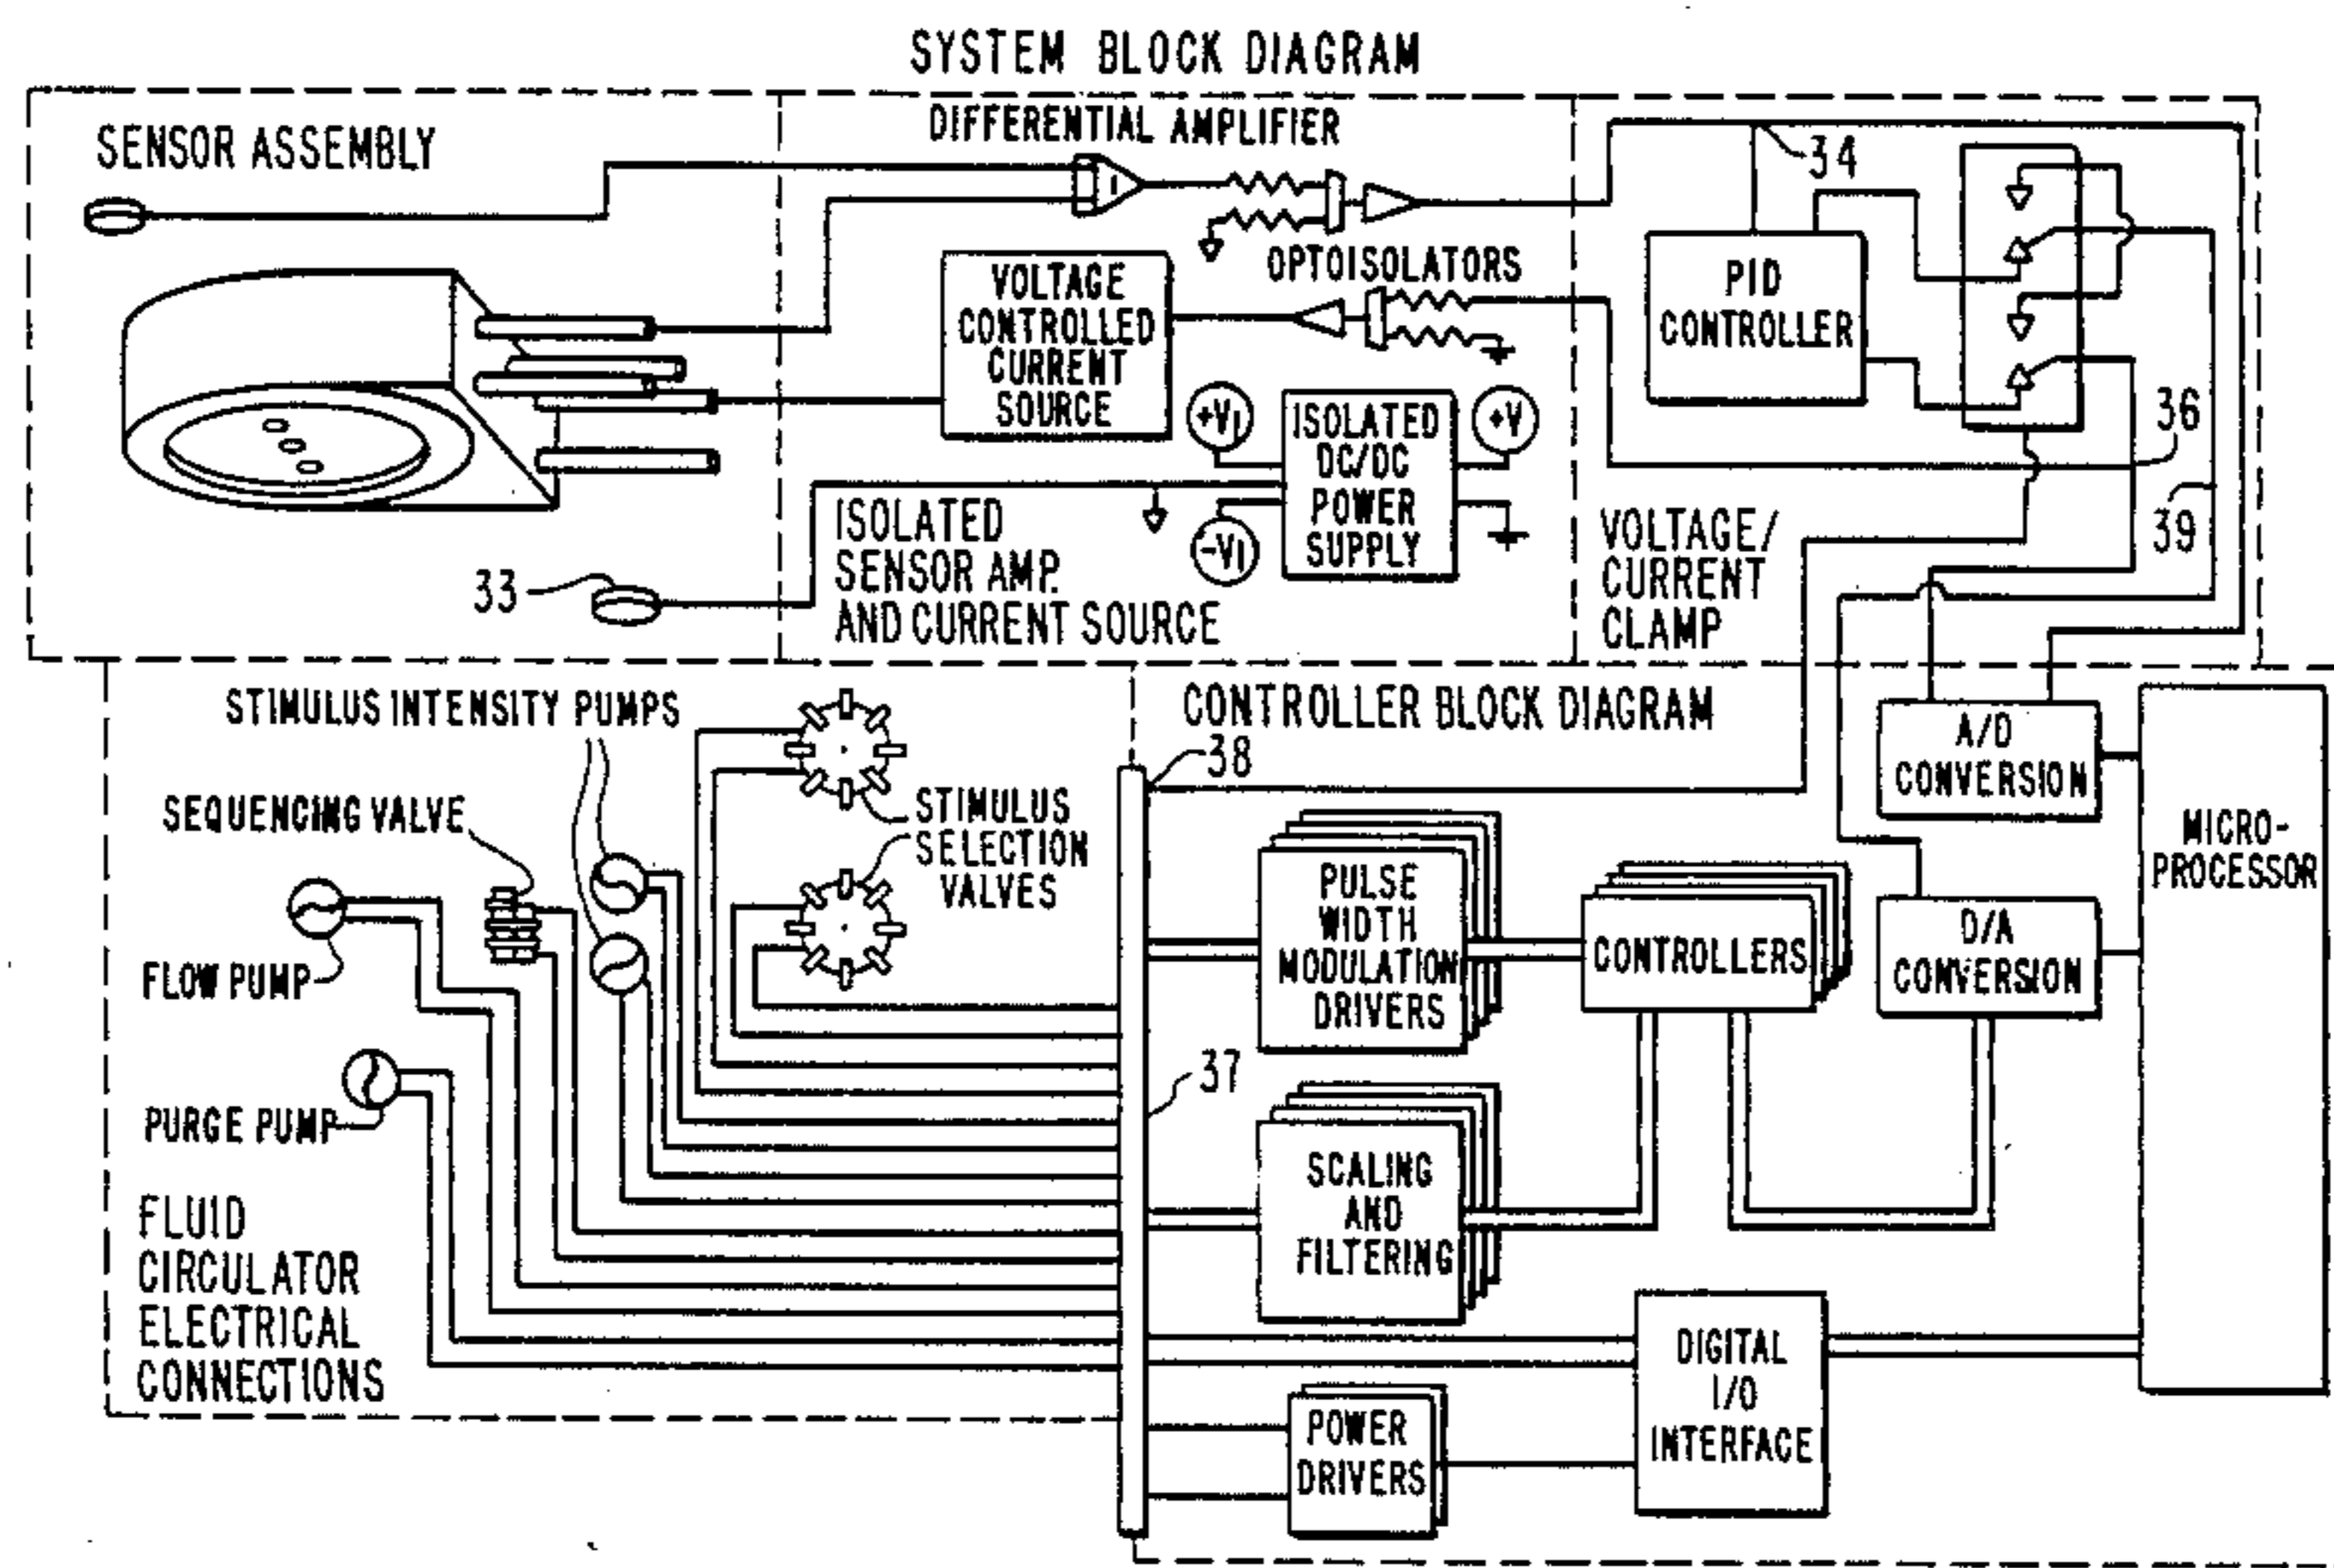 SYSTEM BLOCK DIAGRAM
SENSOR ASSEMBLY
DIFFERENTIAL AMPLIFIER
34
OPTOISOLATORS
VOLTAGE
CONTROLLED
CURRENT
SOURCE
PID
CONTROLLER
+VI
ISOLATED
DC/DC
POWER
SUPPLY
+V
-VI
36
39
33
ISOLATED
SENSOR AMP.
AND CURRENT SOURCE
VOLTAGE/
CURRENT
CLAMP
STIMULUS INTENSITY PUMPS
SEQUENCING VALVE
STIMULUS
SELECTION
VALVES
FLOW PUMP
PURGE PUMP
FLUID
CIRCULATOR
ELECTRICAL
CONNECTIONS
CONTROLLER BLOCK DIAGRAM
38
37
PULSE
WIDTH
MODULATION
DRIVERS
CONTROLLERS
A/D
CONVERSION
D/A
CONVERSION
MICRO-
PROCESSOR
SCALING
AND
FILTERING
DIGITAL
I/O
INTERFACE
POWER
DRIVERS